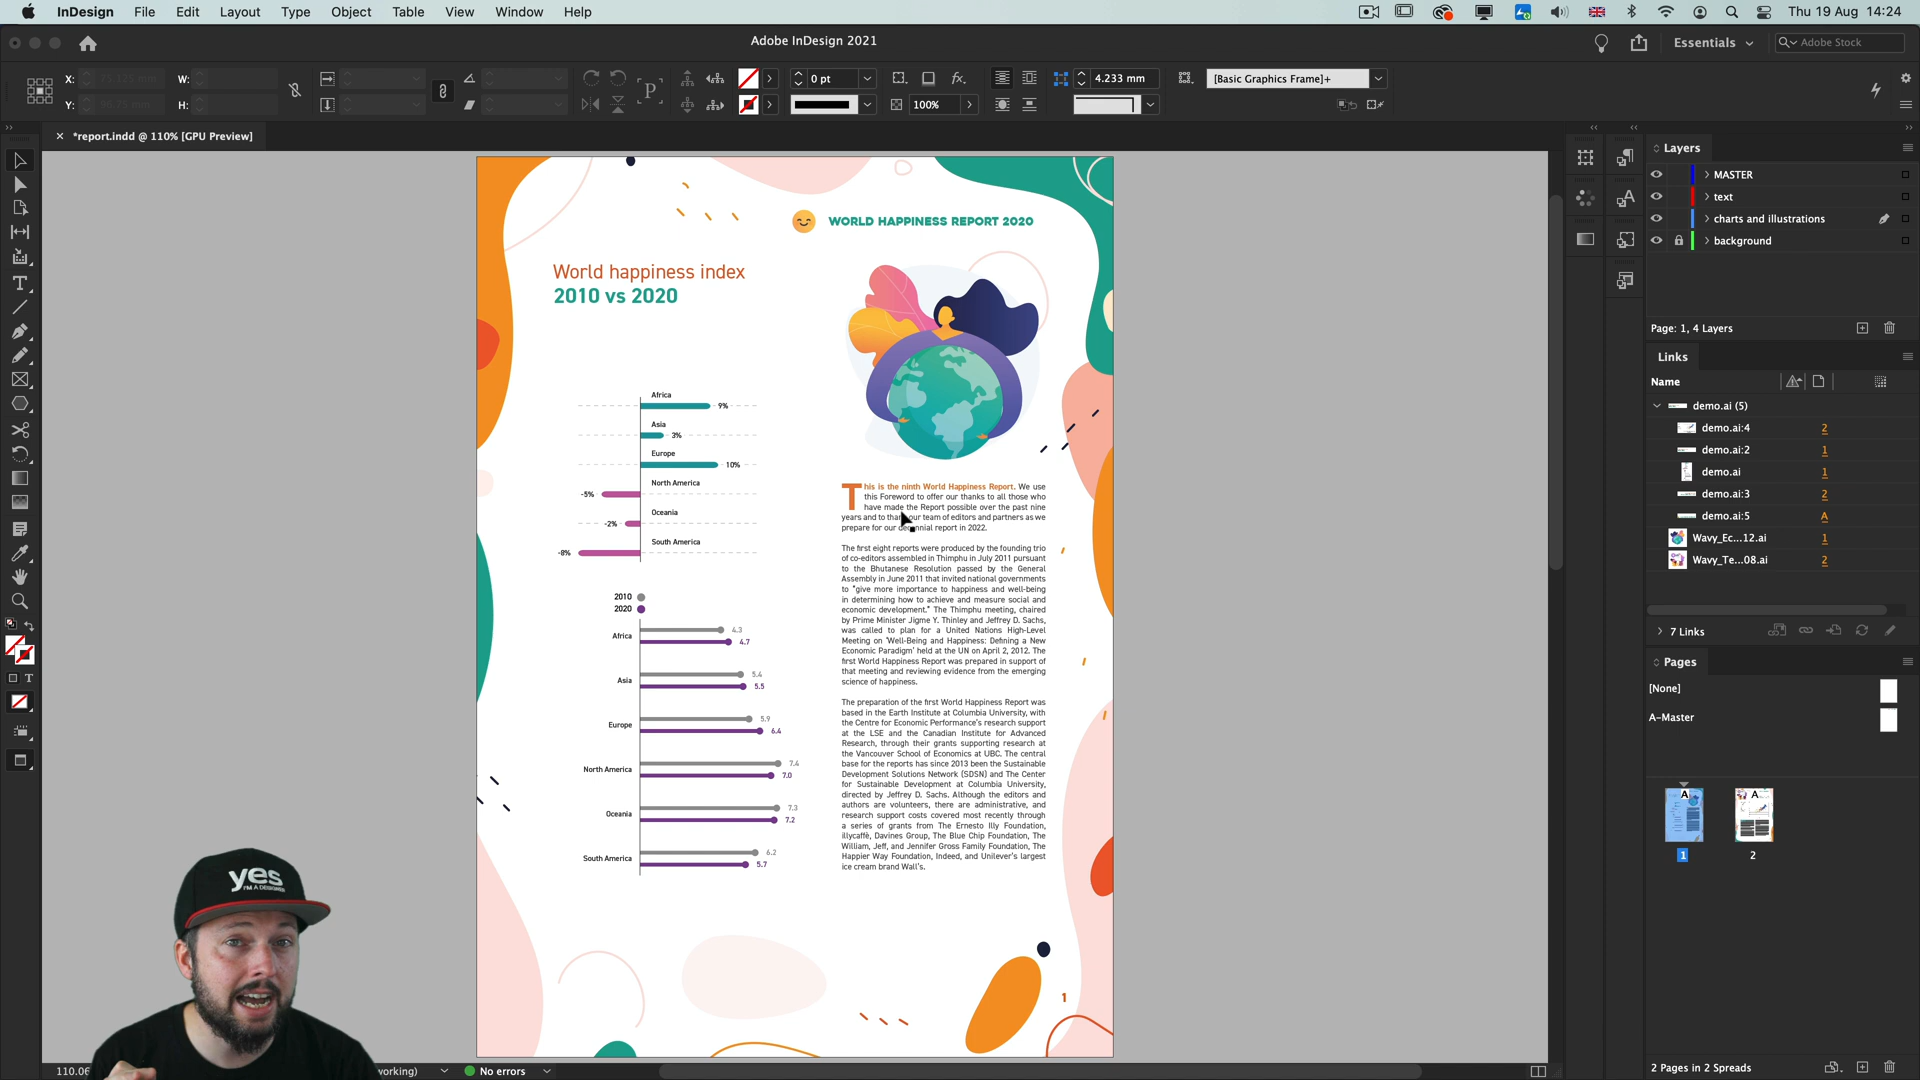 InDesign File Edit Layout Type Object Table View Window Help
Thu 19 Aug 14:24
Adobe InDesign 2021
Essentials
Adobe Stock
X:
W:
0 pt
fx.
4.233 mm
[Basic Graphics Frame]+
Y:
H:
100%
*report.indd @ 110% [GPU Preview]
WORLD HAPPINESS REPORT 2020
World happiness index
2010 vs 2020
Africa
9%
Asia
3%
Europe
10%
North America
-5%
Oceania
-2%
South America
-8%
2010
2020
Africa
4.3
4.7
Asia
5.4
5.5
Europe
5.9
6.4
North America
7.4
7.0
Oceania
7.3
7.2
South America
6.2
5.7
This is the ninth World Happiness Report. We use
this Foreword to offer our thanks to all those who
have made the Report possible over the past nine
years and to our team of editors and partners as we
prepare for our report in 2022.
The first eight reports were produced by the founding trio
of co-editors assembled in Thimphu in July 2011 pursuant
to the Bhutanese Resolution passed by the General
Assembly in June 2011 that invited national governments
to "give more importance to happiness and well-being
in determining how to achieve and measure social and
economic development." The Thimphu meeting, chaired
by Prime Minister Jigme Y. Thinley and Jeffrey D. Sachs,
was called to plan for a United Nations High-Level
Meeting on 'Well-Being and Happiness: Defining a New
Economic Paradigm' held at the UN on April 2, 2012. The
first World Happiness Report was prepared in support of
that meeting and reviewing evidence from the emerging
science of happiness.
The preparation of the first World Happiness Report was
based in the Earth Institute at Columbia University, with
the Centre for Economic Performance's research support
at the LSE and the Canadian Institute for Advanced
Research, through their grants supporting research at
the Vancouver School of Economics at UBC. The central
base for the reports has since 2013 been the Sustainable
Development Solutions Network (SDSN) and The Center
for Sustainable Development at Columbia University,
directed by Jeffrey D. Sachs. Although the editors and
authors are volunteers, there are administrative, and
research support costs covered most recently through
a series of grants from The Ernesto Illy Foundation,
illycaffè, Davines Group, The Blue Chip Foundation, The
William, Jeff, and Jennifer Gross Family Foundation, The
Happier Way Foundation, Indeed, and Unilever's largest
ice cream brand Wall's.
1
Layers
MASTER
text
charts and illustrations
background
Page: 1, 4 Layers
Links
Name
demo.ai (5)
demo.ai:4 2
demo.ai:2 1
demo.ai 1
demo.ai:3 2
demo.ai:5 A
Wavy_Ec...12.ai 1
Wavy_Te...08.ai 2
7 Links
Pages
[None]
A-Master
A
A
1
2
2 Pages in 2 Spreads
yes
I'M A DESIGNER
110.06
working)
No errors